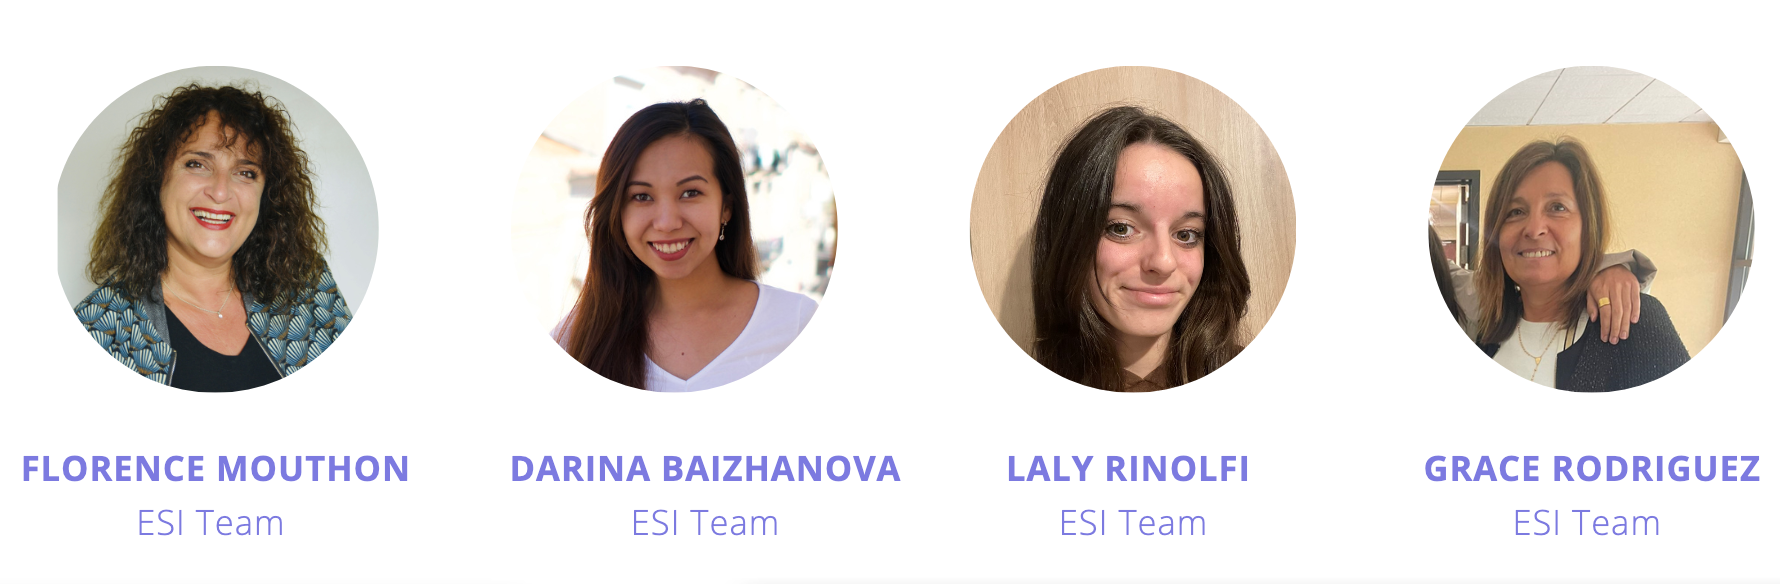 FLORENCE MOUTHON
DARINA BAIZHANOVA
LALY RINOLFI
GRACE RODRIGUEZ
ESI Team
ESI Team
ESI Team
ESI Team